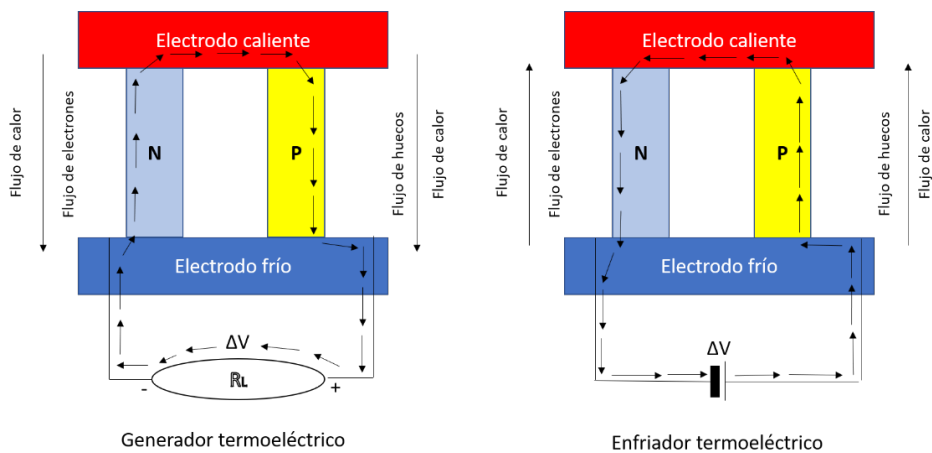 Electrodo caliente
Flujo de calor
Flujo de electrones
N
P
Flujo de huecos
Flujo de calor
Electrodo frío
ΔV
RL
-
+
Generador termoeléctrico
Electrodo caliente
Flujo de calor
Flujo de electrones
N
P
Flujo de huecos
Flujo de calor
Electrodo frío
ΔV
Enfriador termoeléctrico